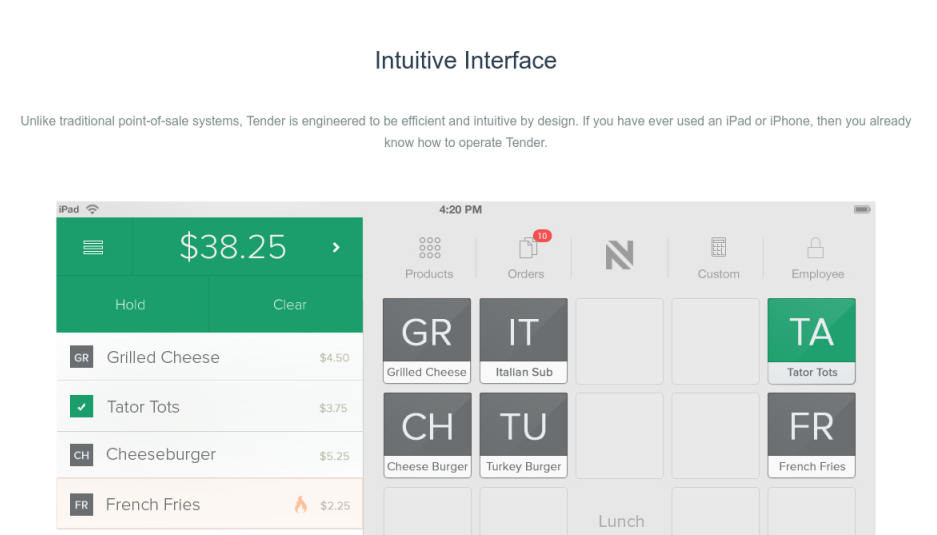 Intuitive Interface
Unlike traditional point-of-sale systems, Tender is engineered to be efficient and intuitive by design. If you have ever used an iPad or iPhone, then you already
know how to operate Tender.
iPad 4:20 PM
$38.25
10
Products Orders N Custom Employee
Hold Clear
GR IT TA
GR Grilled Cheese $4.50
Grilled Cheese Italian Sub Tator Tots
Tator Tots $3.75
CH TU FR
CH Cheeseburger $5.25
Cheese Burger Turkey Burger French Fries
FR French Fries $2.25
Lunch